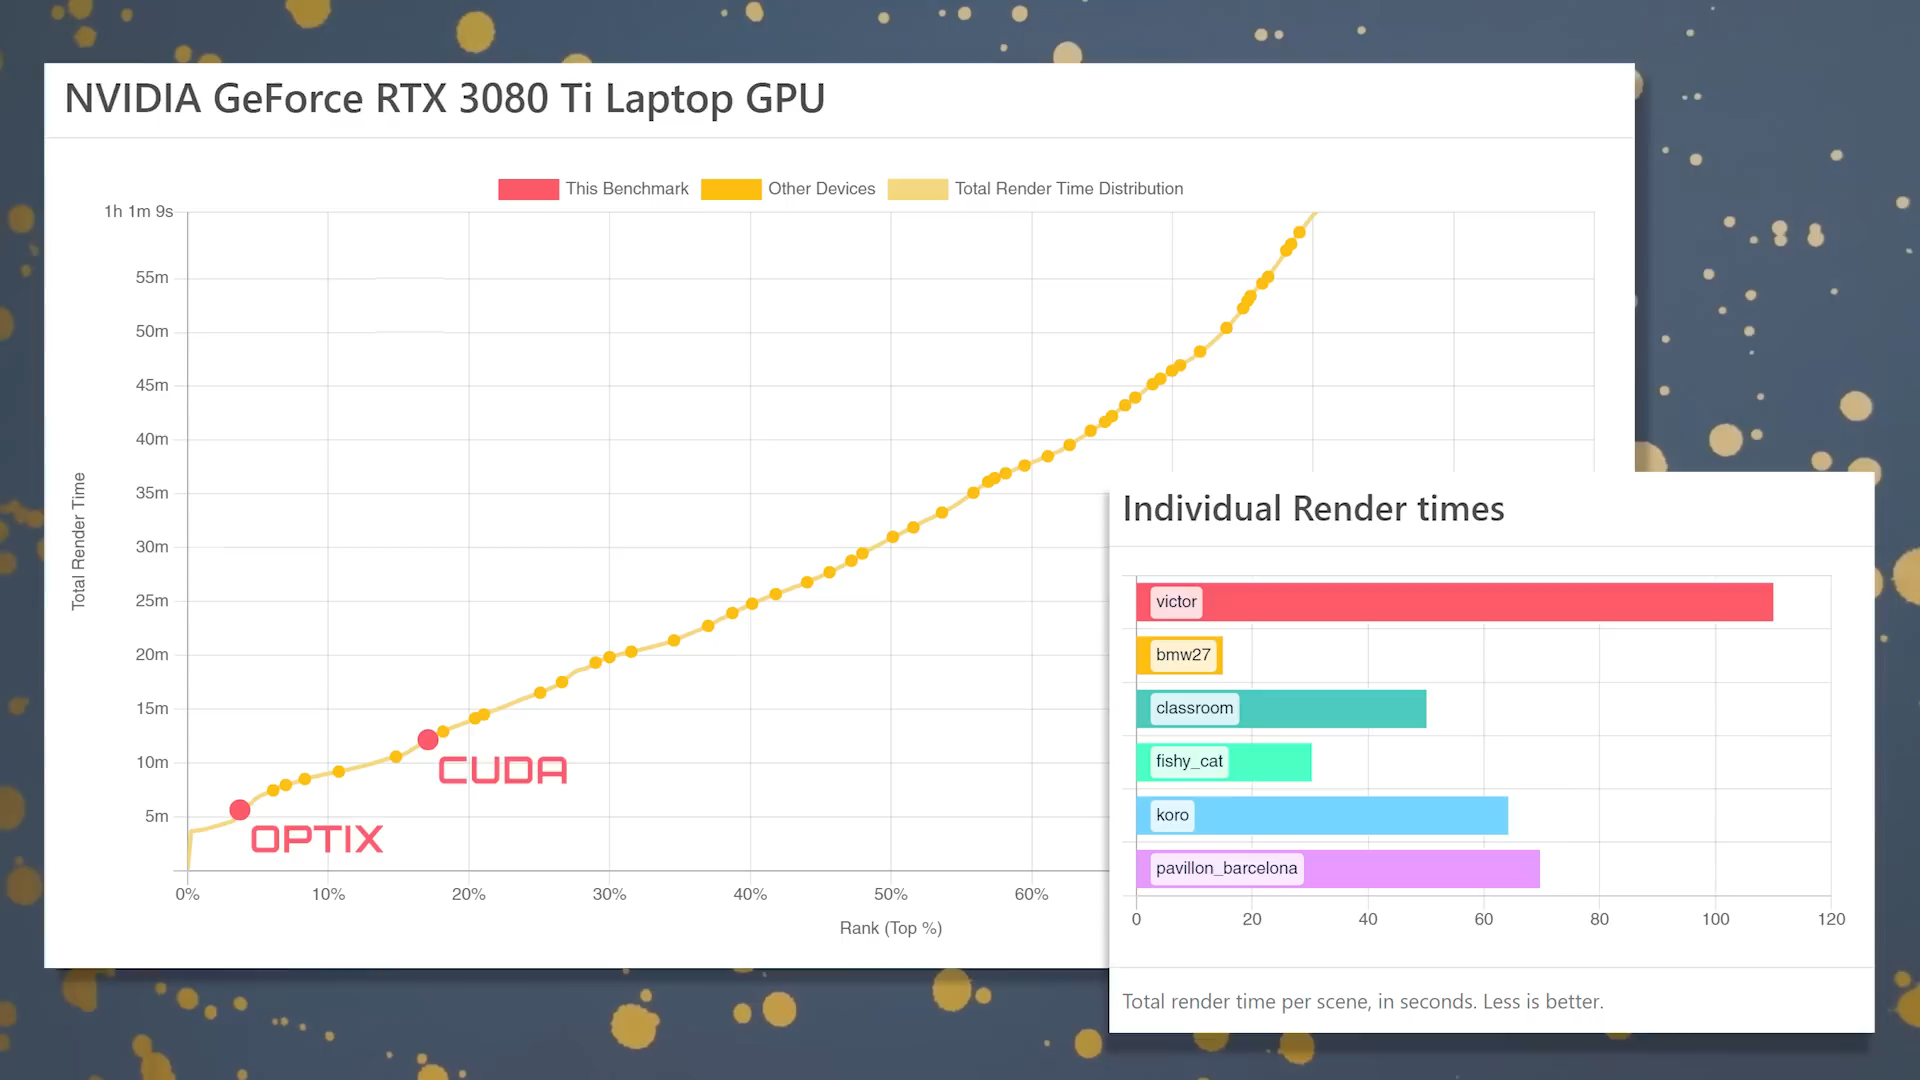 NVIDIA GeForce RTX 3080 Ti Laptop GPU
This Benchmark Other Devices Total Render Time Distribution
1h 1m 9s
55m
50m
45m
40m
35m
30m
25m
20m
15m
10m
5m
Total Render Time
CUDA
OPTIX
0% 10% 20% 30% 40% 50% 60%
Rank (Top %)
Individual Render times
victor
bmw27
classroom
fishy_cat
koro
pavillon_barcelona
0 20 40 60 80 100 120
Total render time per scene, in seconds. Less is better.